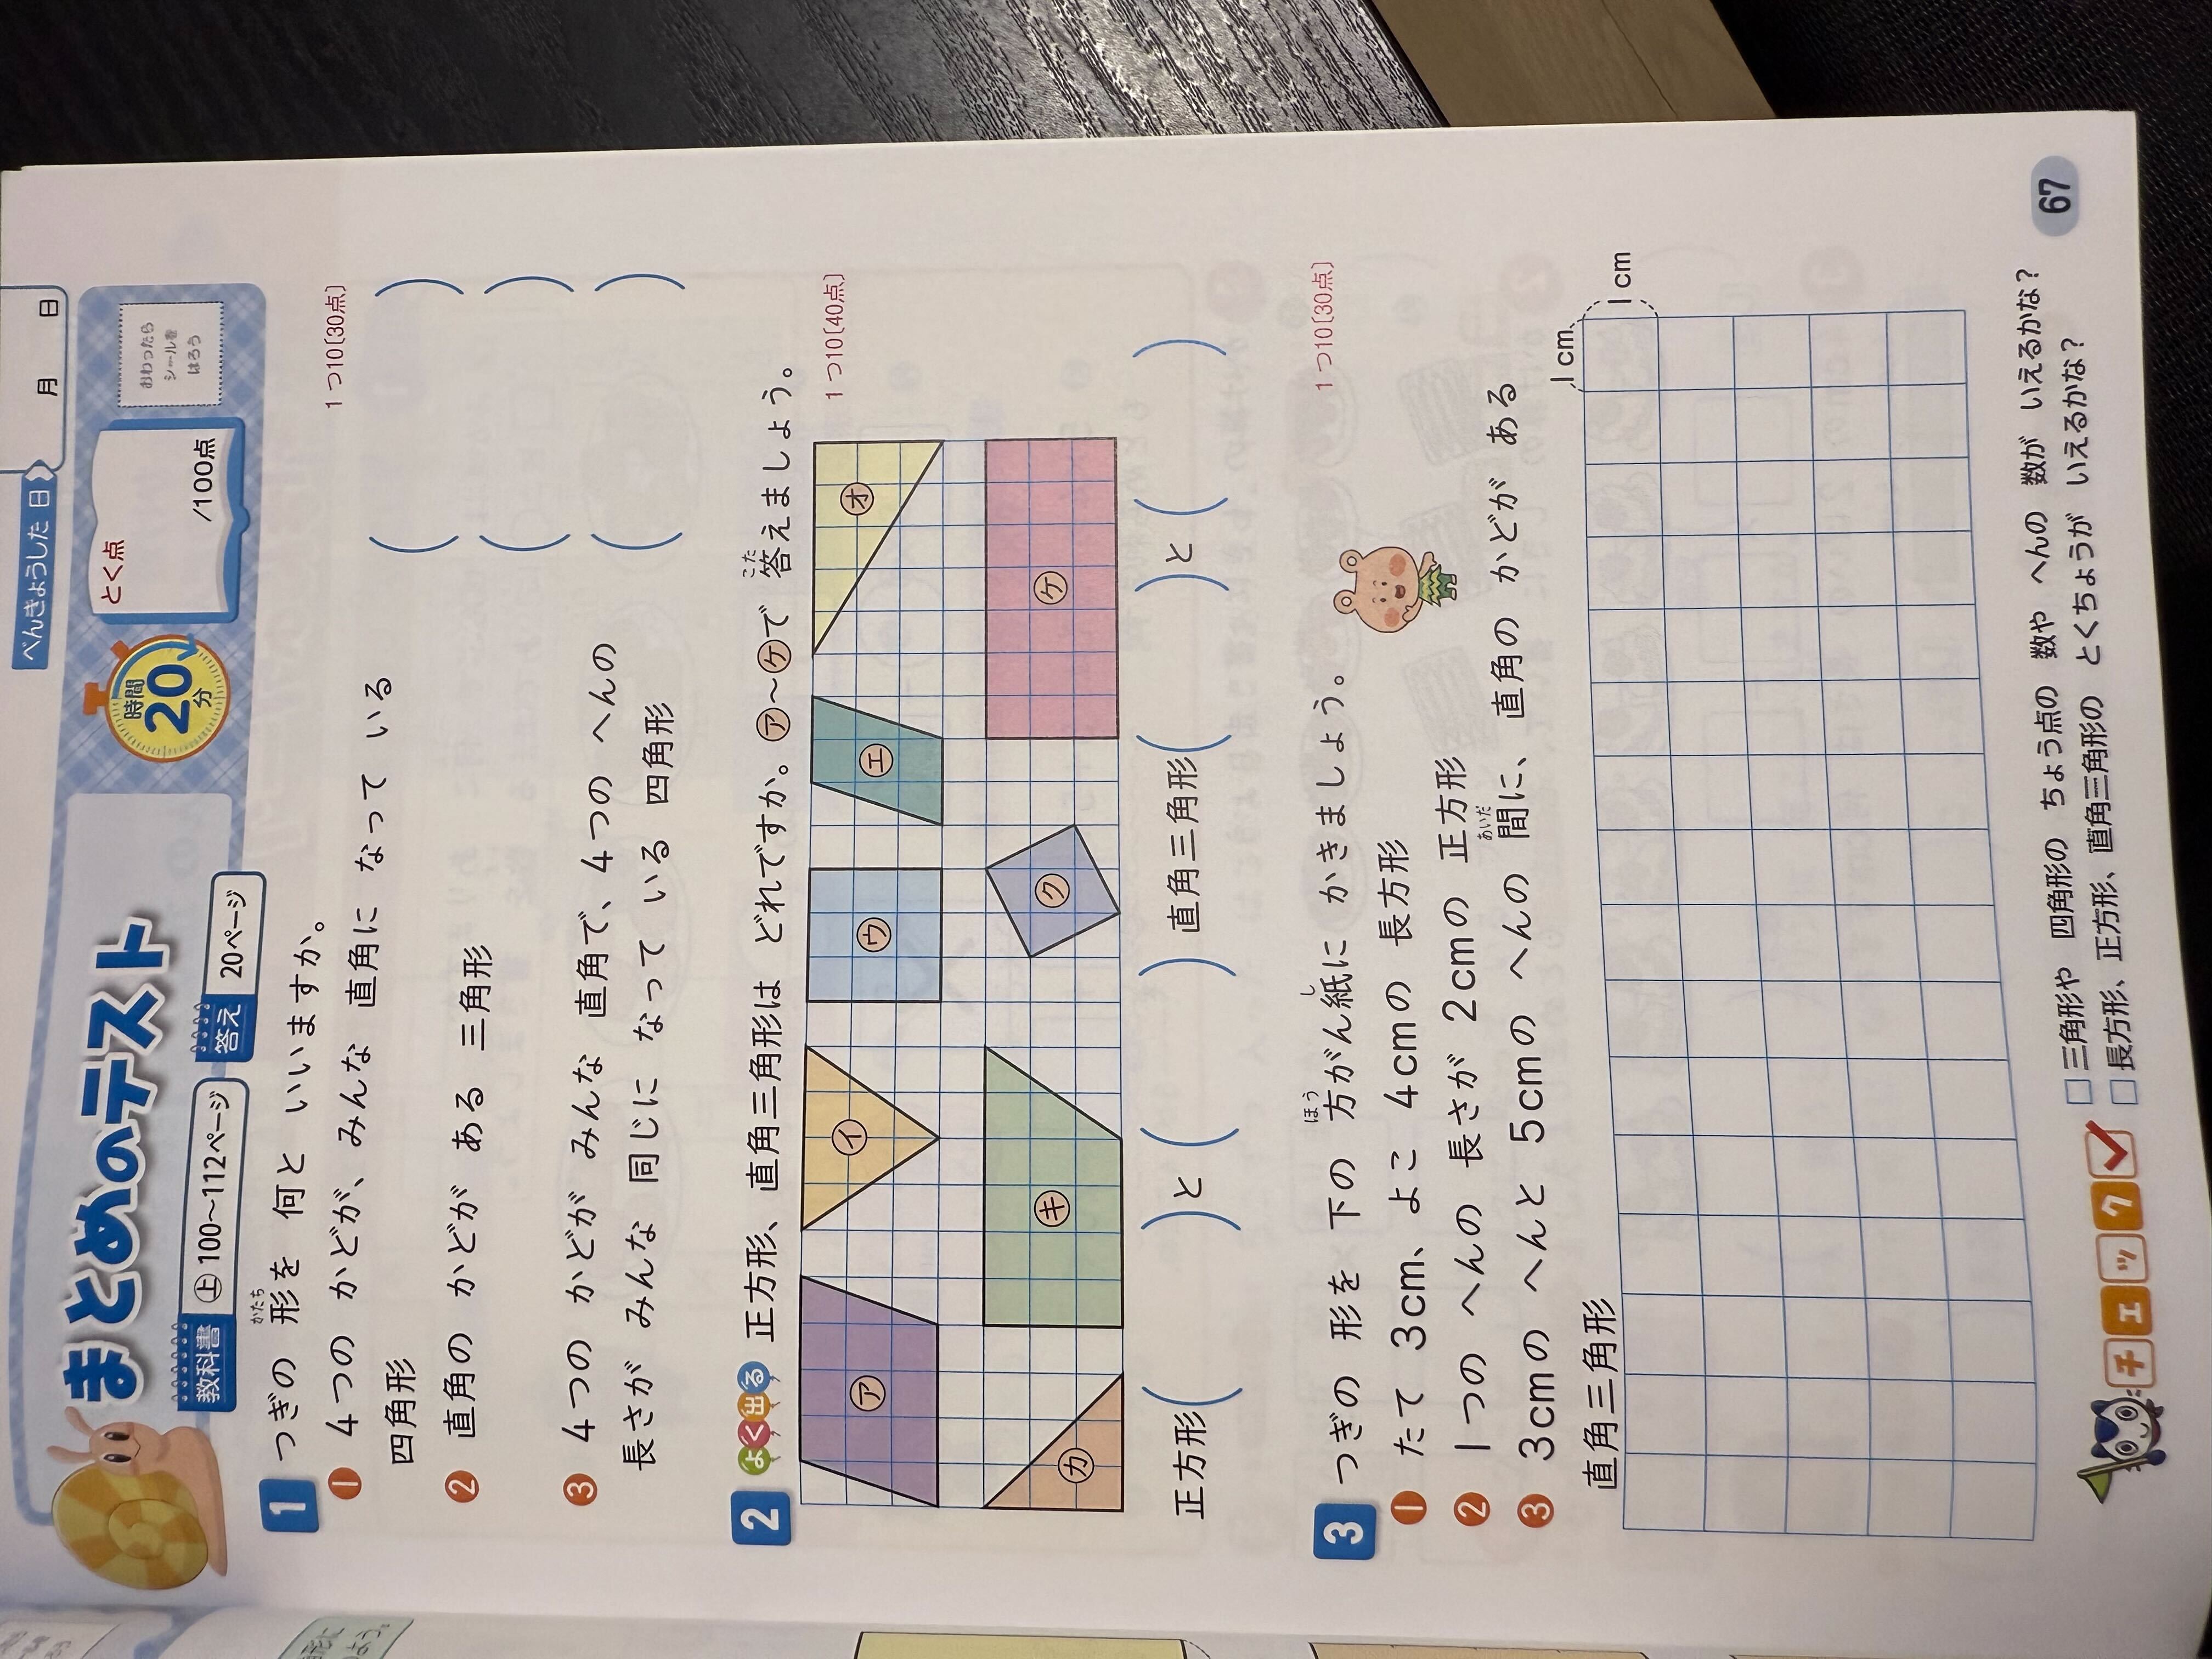 べんきょうした日 月 日
まとめのテスト
教科書 ㊤100〜112ページ
答え 20ページ
時間 20分
とく点
/100点
おわったら
シールを
はろう
1 つぎの 形を 何と いいますか。
かたち
1つ10〔30点〕
❶ 4つの かどが、みんな 直角に なって いる
四角形 ( )
❷ 直角の かどが ある 三角形 ( )
❸ 4つの かどが みんな 直角で、4つの へんの
長さが みんな 同じに なって いる 四角形 ( )
2 よく出る 正方形、直角三角形は どれですか。㋐〜㋘で 答えましょう。
こた
1つ10〔40点〕
㋐ ㋑ ㋒ ㋓ ㋔
㋕ ㋖ ㋗ ㋘
正方形( )と( ) 直角三角形( )と( )
3 つぎの 形を 下の 方がん紙に かきましょう。
ほう し
1つ10〔30点〕
❶ たて 3cm、よこ 4cmの 長方形
❷ 1つの へんの 長さが 2cmの 正方形
❸ 3cmの へんと 5cmの へんの 間に、直角の かどが ある
あいだ
直角三角形
1cm
1cm
チェック
□三角形や 四角形の ちょう点の 数や へんの 数が いえるかな？
□長方形、正方形、直角三角形の とくちょうが いえるかな？
67